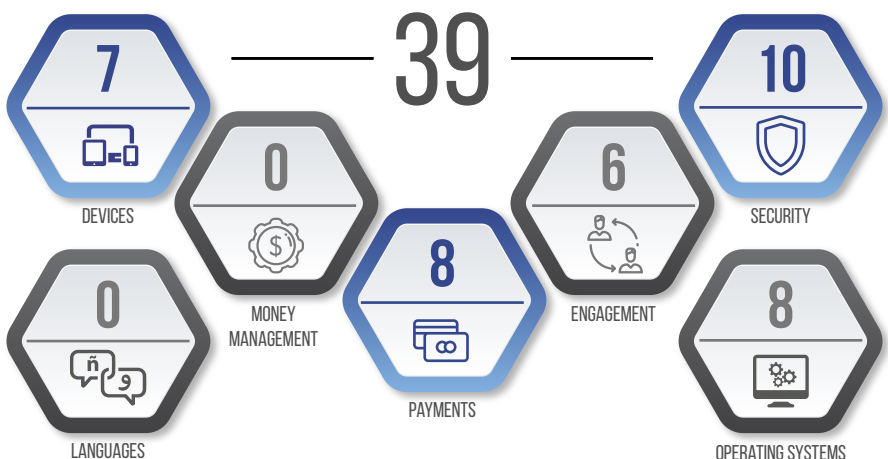 39
7
DEVICES
0
MONEY
MANAGEMENT
8
PAYMENTS
6
ENGAGEMENT
10
SECURITY
0
ñ
و
LANGUAGES
8
OPERATING SYSTEMS